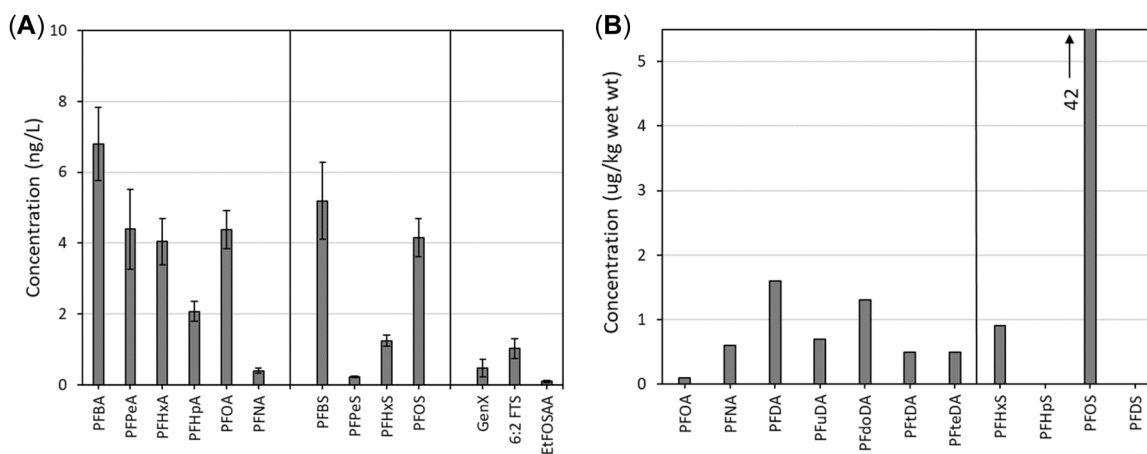 (A)
10
8
6
4
2
0
Concentration (ng/L)
PFBA
PFPeA
PFHxA
PFHpA
PFOA
PFNA
PFBS
PFPeS
PFHxS
PFOS
GenX
6:2 FTS
EtFOSAA
(B)
5
4
3
2
1
0
Concentration (ug/kg wet wt)
42
PFOA
PFNA
PFDA
PFuDA
PFdoDA
PFtDA
PFteDA
PFHxS
PFHpS
PFOS
PFDS